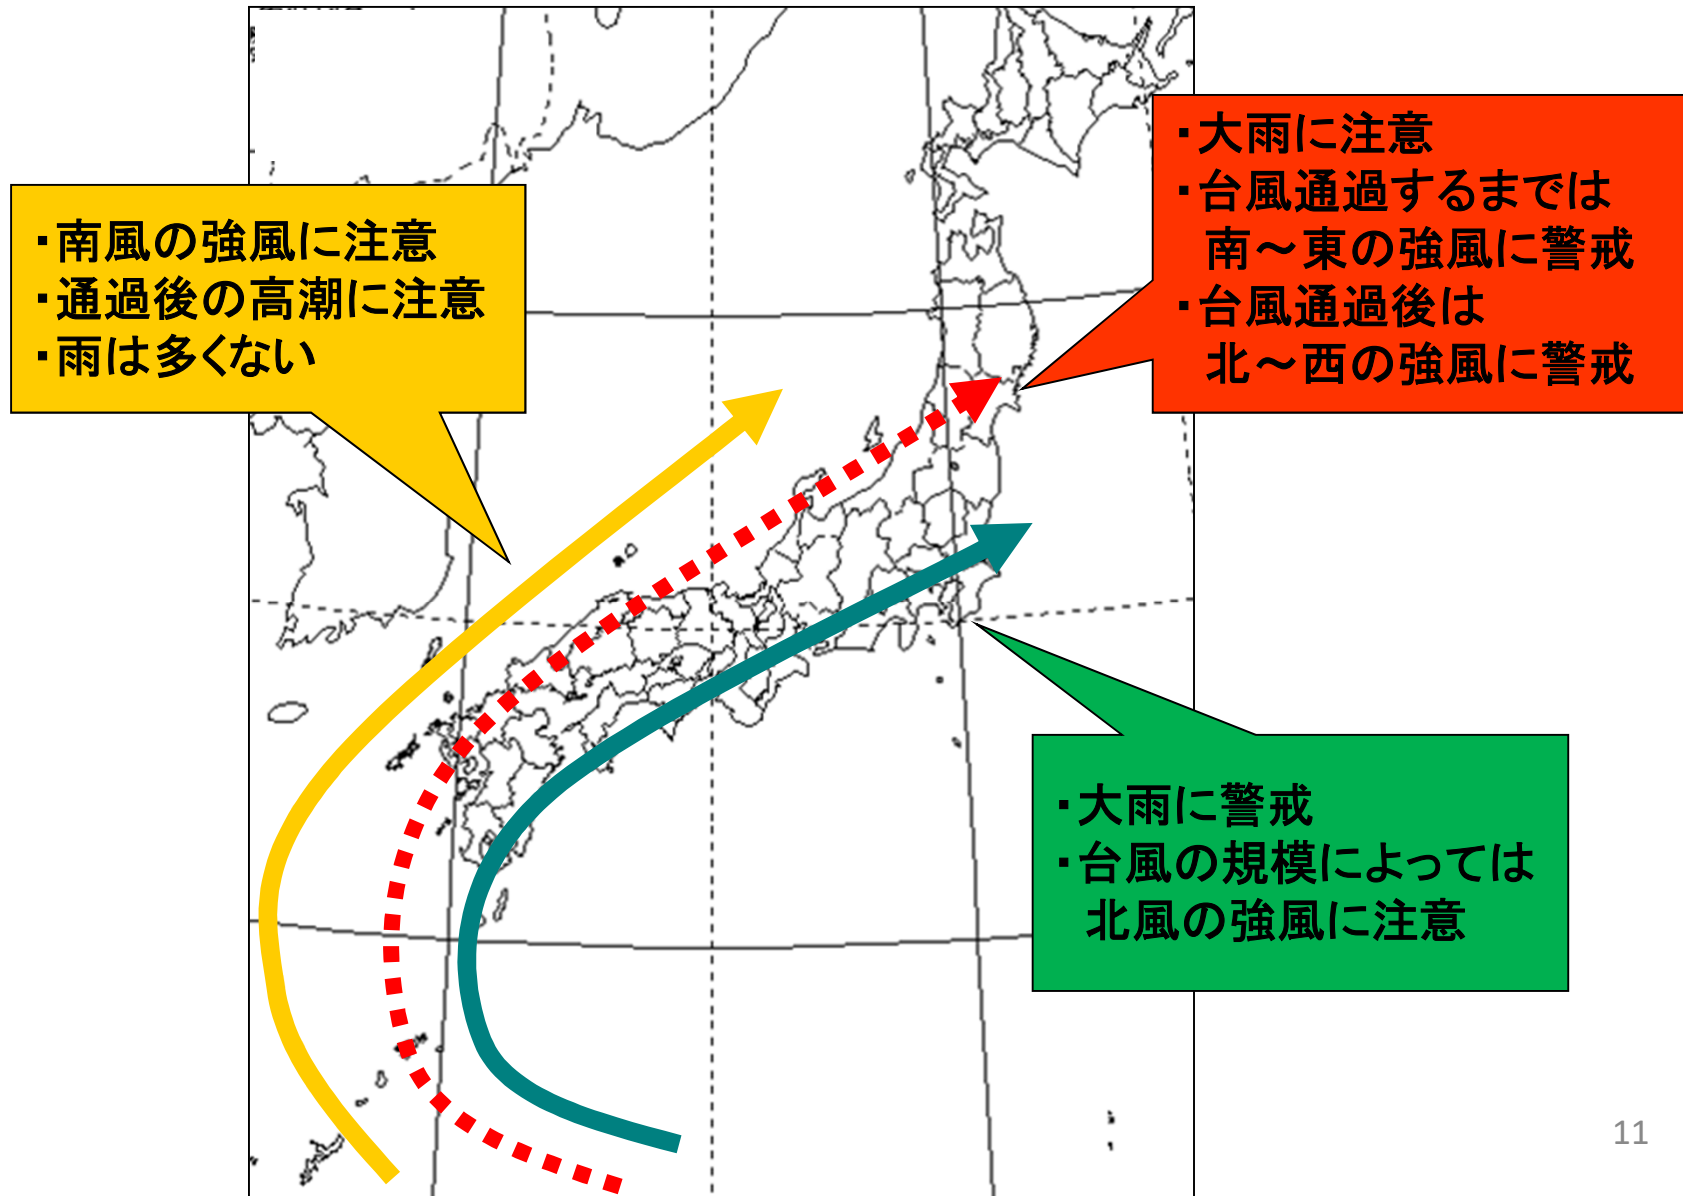 ・南風の強風に注意
・通過後の高潮に注意
・雨は多くない
・大雨に注意
・台風通過するまでは
南～東の強風に警戒
・台風通過後は
北～西の強風に警戒
・大雨に警戒
・台風の規模によっては
北風の強風に注意
11